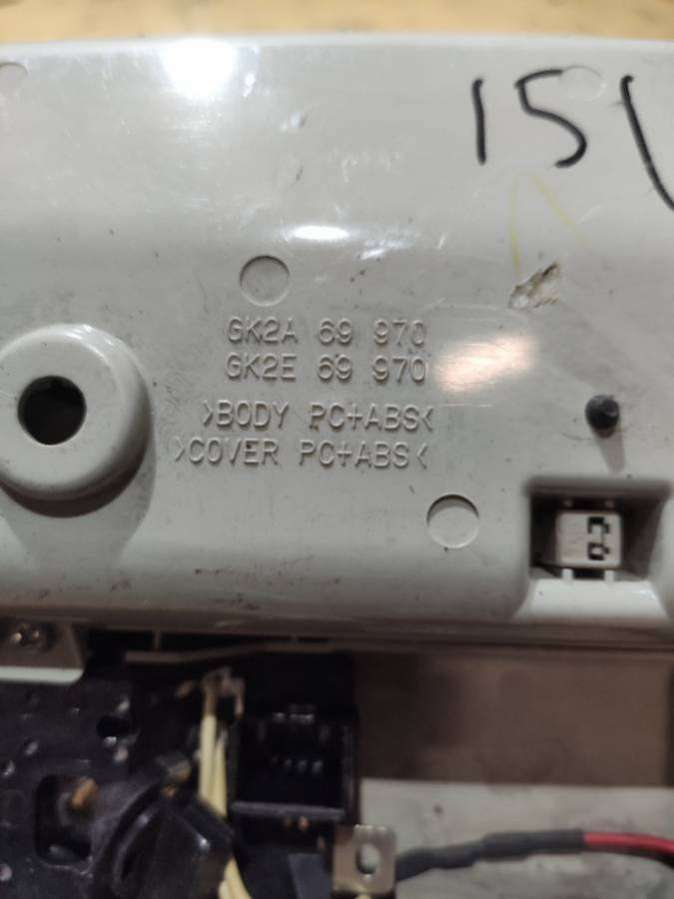 15
GK2A 69 970
GK2E 69 970
>BODY PC+ABS<
>COVER PC+ABS<